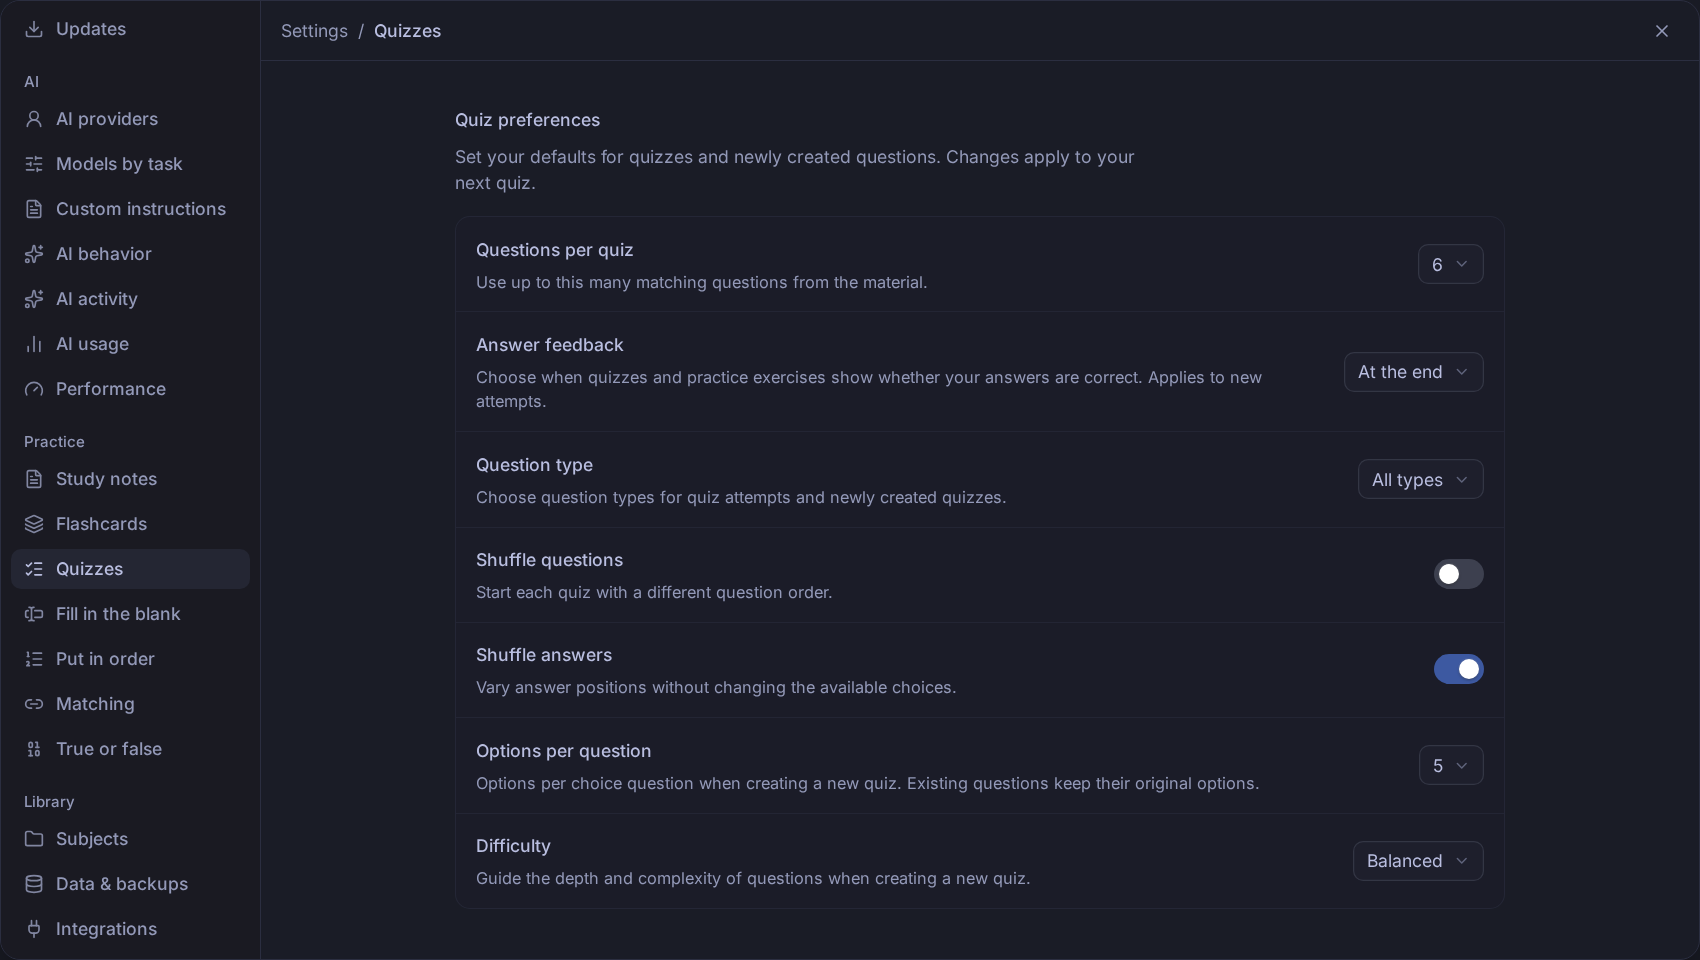 Updates
AI
AI providers
Models by task
Custom instructions
AI behavior
AI activity
AI usage
Performance
Practice
Study notes
Flashcards
Quizzes
Fill in the blank
Put in order
Matching
True or false
Library
Subjects
Data & backups
Integrations
Settings / Quizzes
Quiz preferences
Set your defaults for quizzes and newly created questions. Changes apply to your
next quiz.
Questions per quiz
Use up to this many matching questions from the material.
6
Answer feedback
Choose when quizzes and practice exercises show whether your answers are correct. Applies to new
attempts.
At the end
Question type
Choose question types for quiz attempts and newly created quizzes.
All types
Shuffle questions
Start each quiz with a different question order.
Shuffle answers
Vary answer positions without changing the available choices.
Options per question
Options per choice question when creating a new quiz. Existing questions keep their original options.
5
Difficulty
Guide the depth and complexity of questions when creating a new quiz.
Balanced